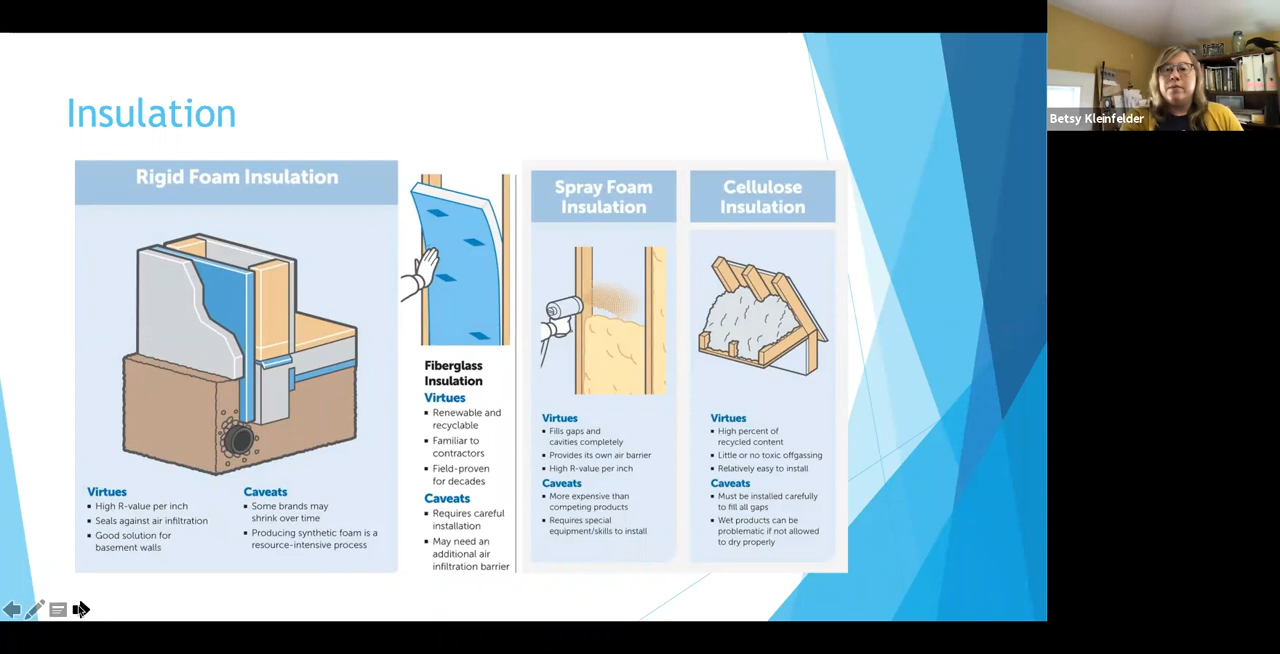 Insulation
Rigid Foam Insulation
Virtues
▪ High R-value per inch
▪ Seals against air infiltration
▪ Good solution for
basement walls
Caveats
▪ Some brands may
shrink over time
▪ Producing synthetic foam is a
resource-intensive process
Fiberglass
Insulation
Virtues
▪ Renewable and
recyclable
▪ Familiar to
contractors
▪ Field-proven
for decades
Caveats
▪ Requires careful
installation
▪ May need an
additional air
infiltration barrier
Spray Foam
Insulation
Virtues
▪ Fills gaps and
cavities completely
▪ Provides its own air barrier
▪ High R-value per inch
Caveats
▪ More expensive than
competing products
▪ Requires special
equipment/skills to install
Cellulose
Insulation
Virtues
▪ High percent of
recycled content
▪ Little or no toxic offgassing
▪ Relatively easy to install
Caveats
▪ Must be installed carefully
to fill all gaps
▪ Wet products can be
problematic if not allowed
to dry properly
Betsy Kleinfelder